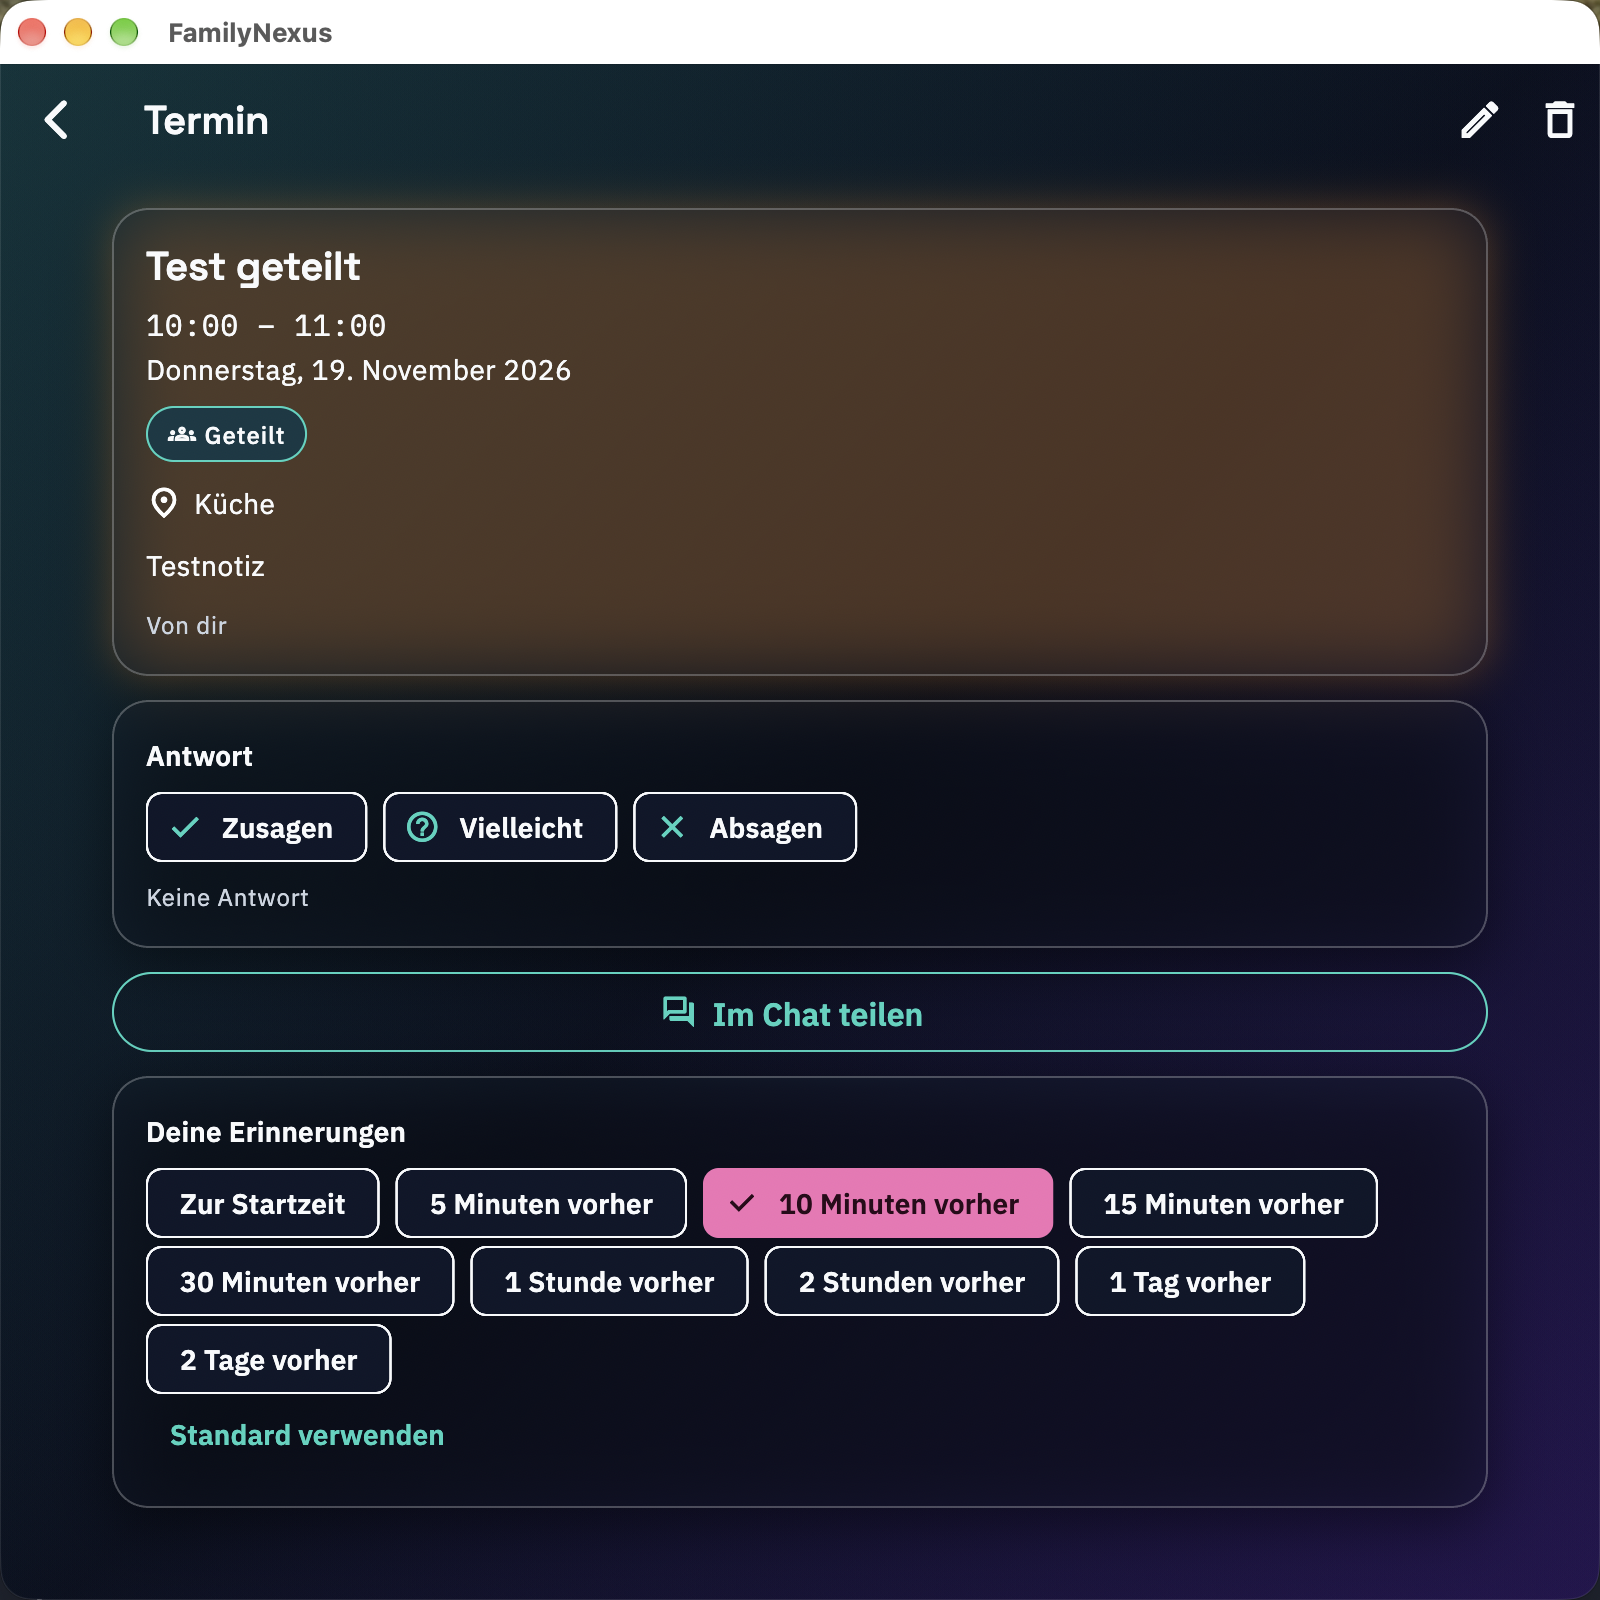 FamilyNexus
Termin
Test geteilt
10:00 – 11:00
Donnerstag, 19. November 2026
Geteilt
Küche
Testnotiz
Von dir
Antwort
Zusagen Vielleicht Absagen
Keine Antwort
Im Chat teilen
Deine Erinnerungen
Zur Startzeit 5 Minuten vorher 10 Minuten vorher 15 Minuten vorher
30 Minuten vorher 1 Stunde vorher 2 Stunden vorher 1 Tag vorher
2 Tage vorher
Standard verwenden